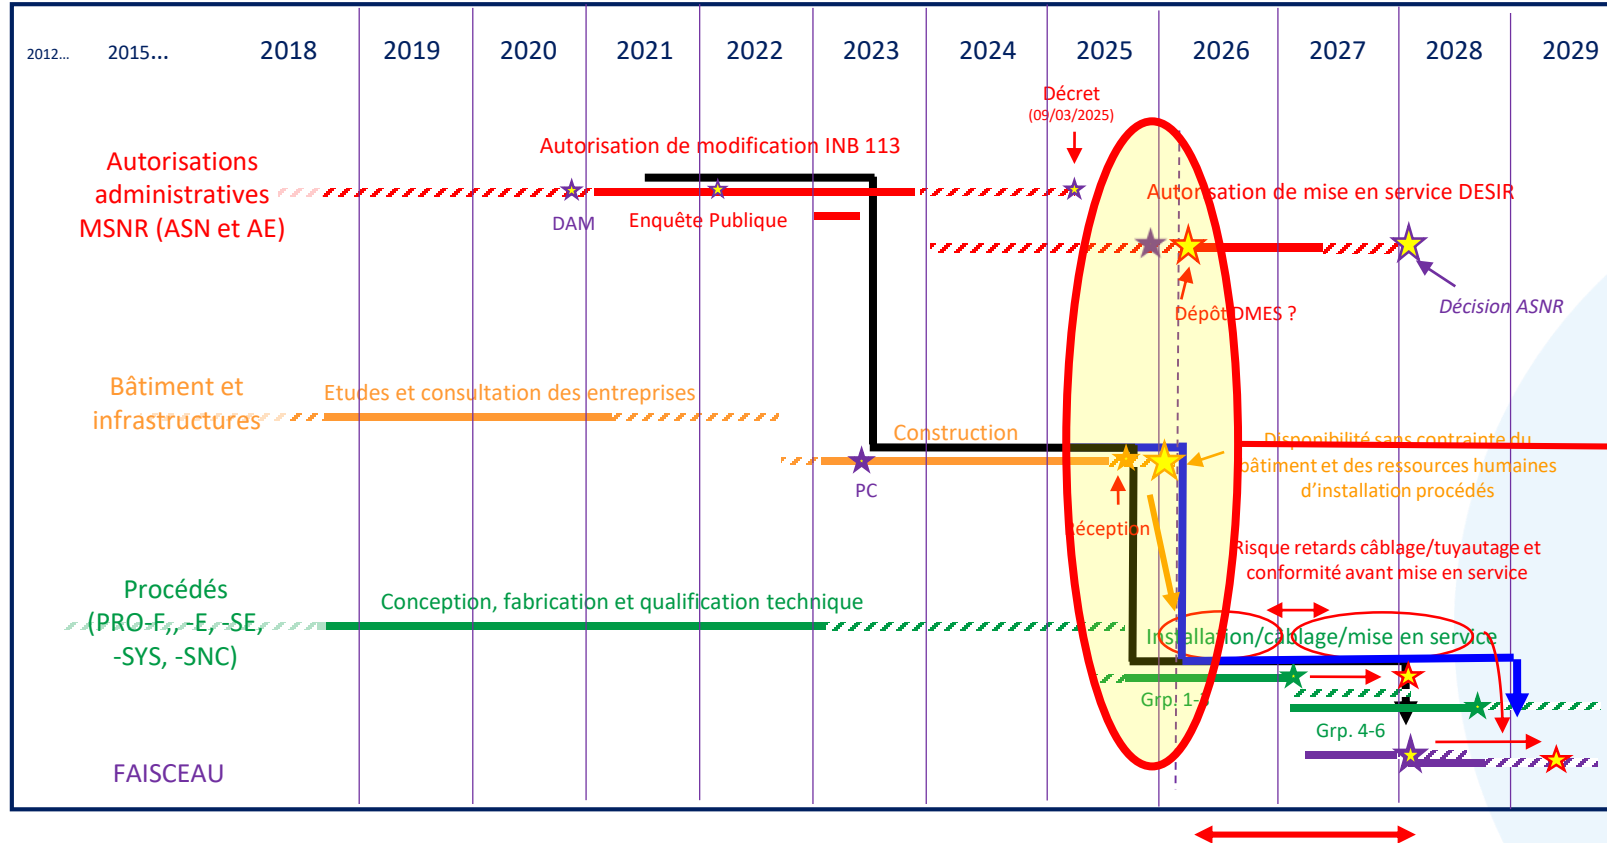 2012...
2015...
2018
2019
2020
2021
2022
2023
2024
2025
2026
2027
2028
2029
Décret
(09/03/2025)
Autorisation de modification INB 113
Autorisations
administratives
MSNR (ASN et AE)
DAM
Enquête Publique
Autorisation de mise en service DESIR
Dépôt DMES ?
Décision ASNR
Bâtiment et
infrastructures
Etudes et consultation des entreprises
Construction
PC
Réception
Disponibilité sans contrainte du
bâtiment et des ressources humaines
d’installation procédés
Risque retards câblage/tuyautage et
conformité avant mise en service
Procédés
(PRO-F,, -E, -SE,
-SYS, -SNC)
Conception, fabrication et qualification technique
Installation/câblage/mise en service
Grp. 1-3
Grp. 4-6
FAISCEAU